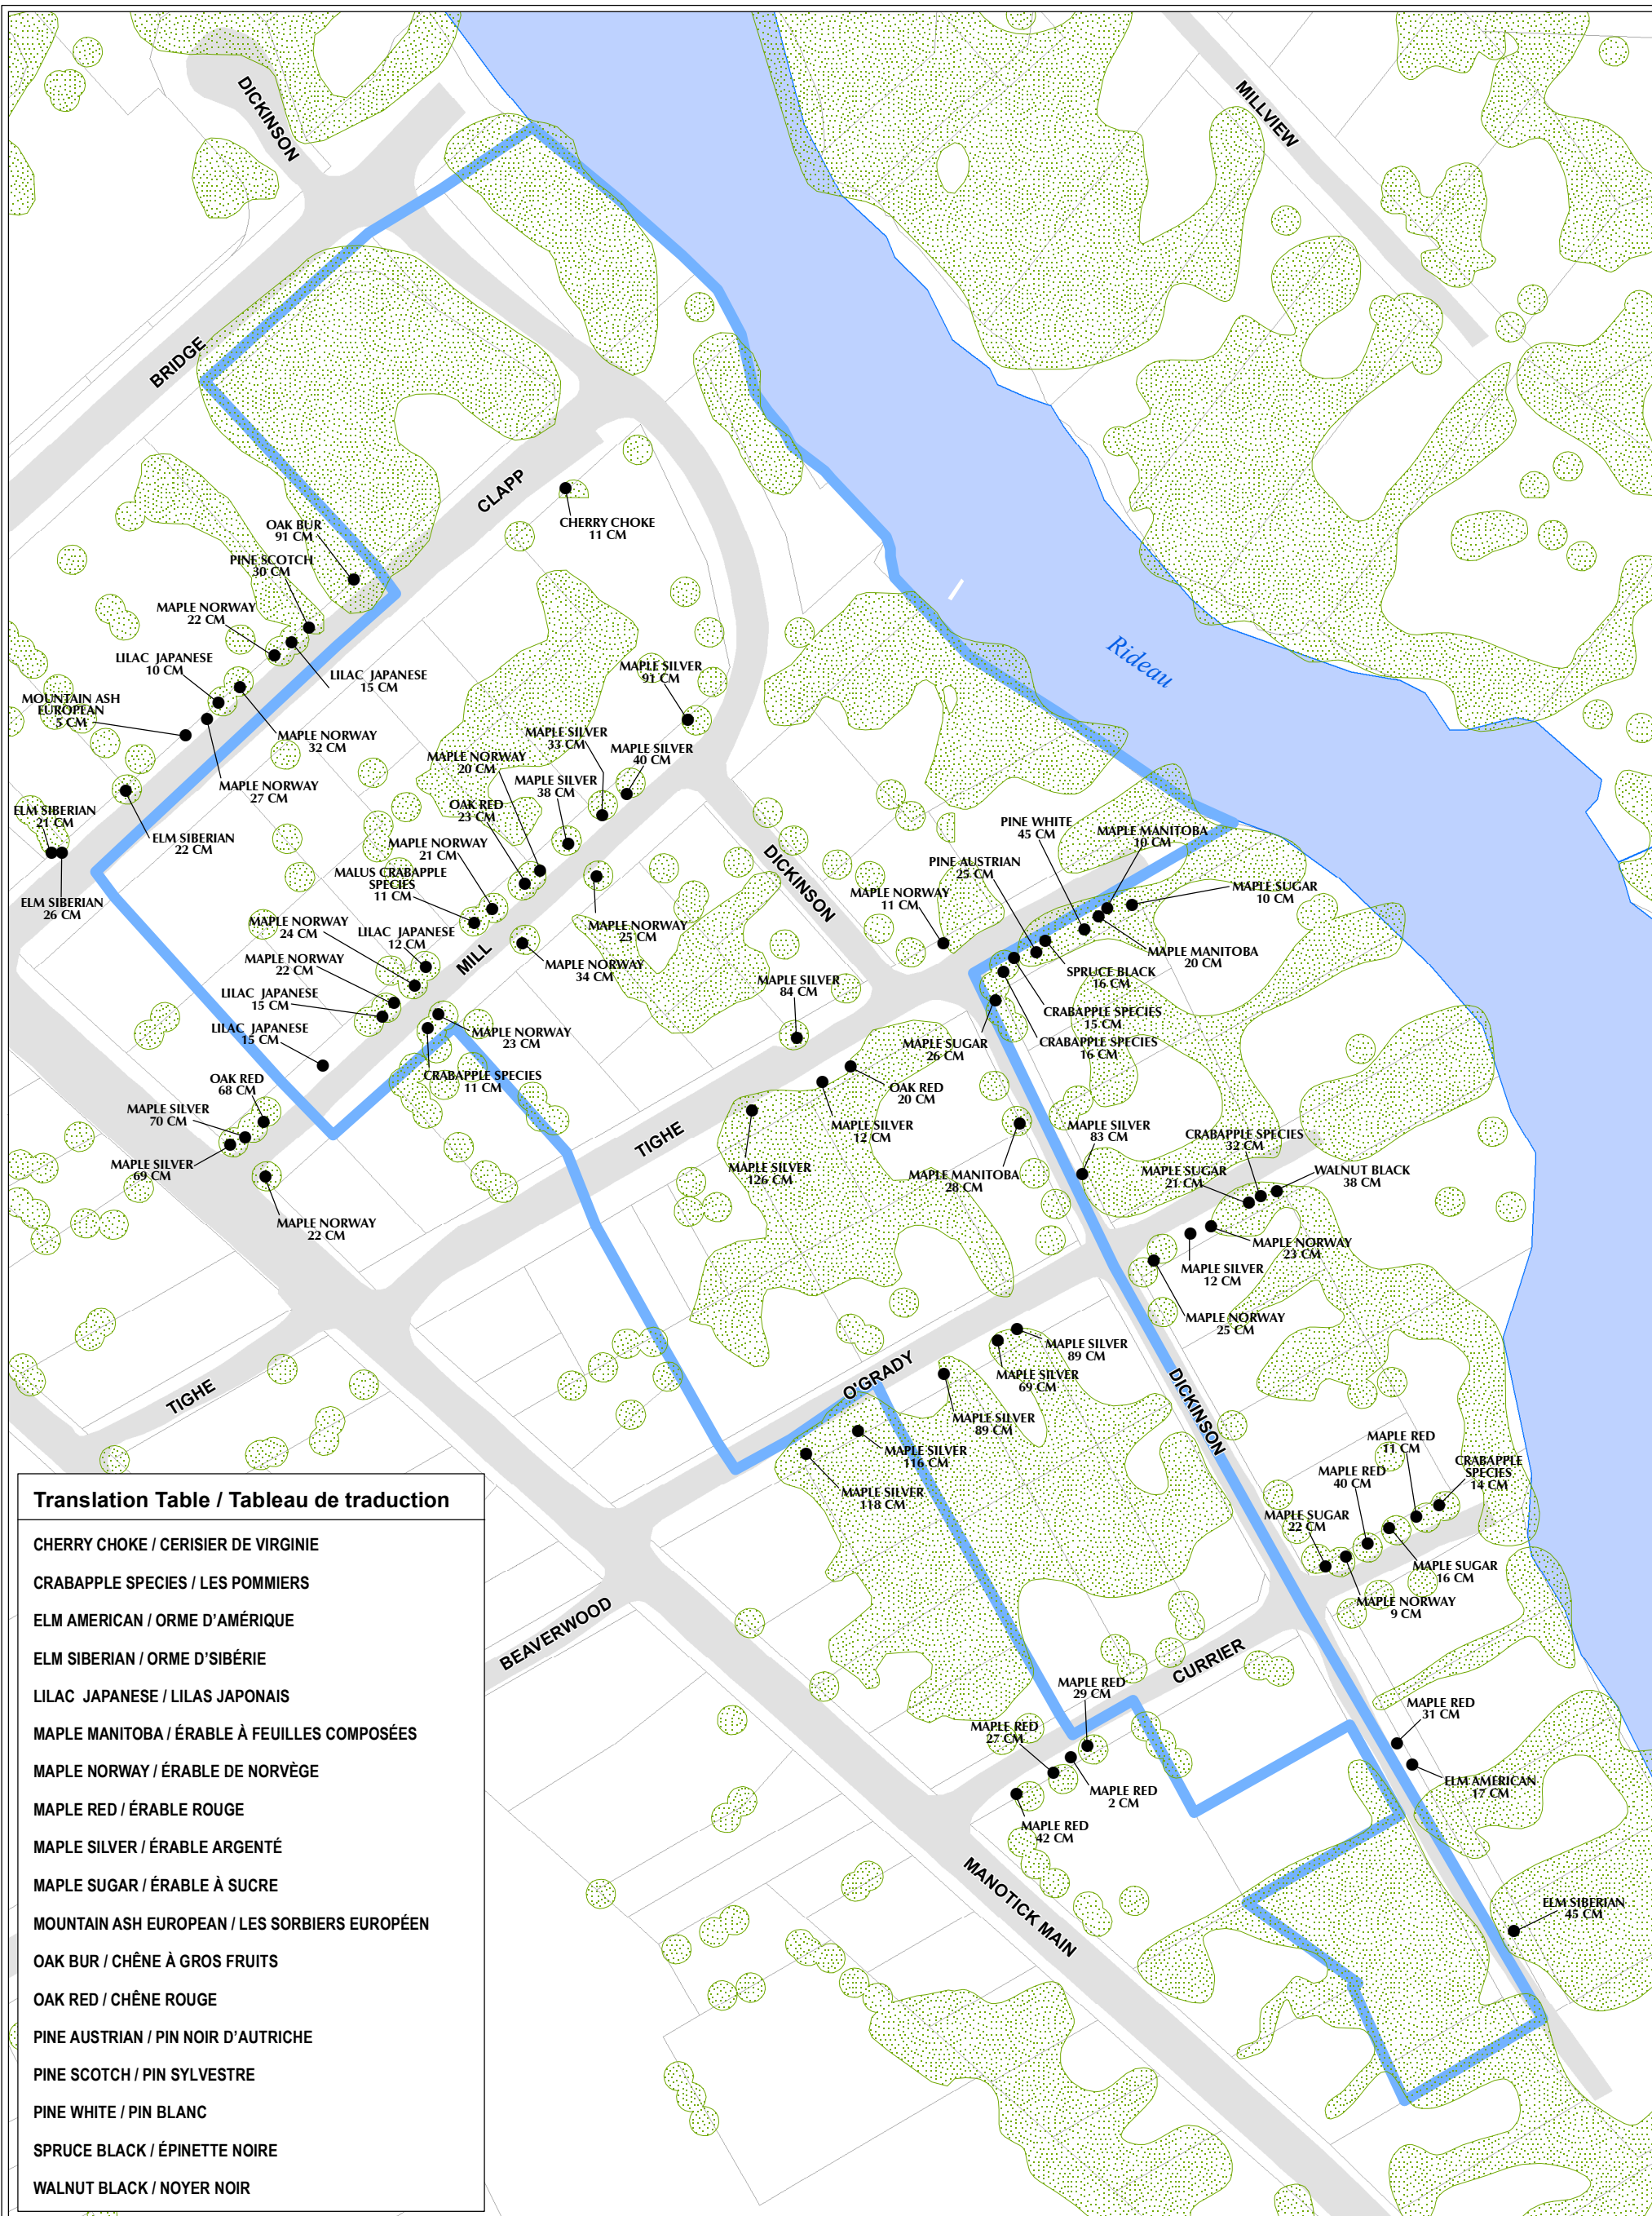 DICKINSON
MILLVIEW
BRIDGE
CLAPP
CHERRY CHOKE
11 CM
OAK BUR
91 CM
PINE SCOTCH
30 CM
MAPLE NORWAY
22 CM
LILAC  JAPANESE
10 CM
LILAC  JAPANESE
15 CM
MOUNTAIN ASH
EUROPEAN
5 CM
MAPLE NORWAY
32 CM
MAPLE NORWAY
27 CM
ELM SIBERIAN
21 CM
ELM SIBERIAN
22 CM
ELM SIBERIAN
26 CM
Rideau
MAPLE SILVER
91 CM
MAPLE SILVER
33 CM
MAPLE SILVER
40 CM
MAPLE NORWAY
20 CM
MAPLE SILVER
38 CM
OAK RED
23 CM
MAPLE NORWAY
21 CM
MALUS CRABAPPLE
SPECIES
11 CM
MAPLE NORWAY
24 CM
LILAC  JAPANESE
12 CM
MAPLE NORWAY
22 CM
LILAC  JAPANESE
15 CM
LILAC  JAPANESE
15 CM
MILL
MAPLE NORWAY
25 CM
MAPLE NORWAY
34 CM
MAPLE NORWAY
23 CM
CRABAPPLE SPECIES
11 CM
OAK RED
68 CM
MAPLE SILVER
70 CM
MAPLE SILVER
69 CM
MAPLE NORWAY
22 CM
DICKINSON
PINE WHITE
45 CM
MAPLE MANITOBA
10 CM
PINE AUSTRIAN
25 CM
MAPLE NORWAY
11 CM
MAPLE SUGAR
10 CM
MAPLE MANITOBA
20 CM
SPRUCE BLACK
16 CM
CRABAPPLE SPECIES
15 CM
CRABAPPLE SPECIES
16 CM
MAPLE SUGAR
26 CM
MAPLE SILVER
84 CM
OAK RED
20 CM
MAPLE SILVER
12 CM
MAPLE SILVER
126 CM
TIGHE
MAPLE MANITOBA
28 CM
MAPLE SILVER
83 CM
CRABAPPLE SPECIES
32 CM
MAPLE SUGAR
21 CM
WALNUT BLACK
38 CM
MAPLE NORWAY
23 CM
MAPLE SILVER
12 CM
MAPLE NORWAY
25 CM
MAPLE SILVER
89 CM
MAPLE SILVER
69 CM
MAPLE SILVER
89 CM
O'GRADY
MAPLE SILVER
116 CM
MAPLE SILVER
118 CM
TIGHE
DICKINSON
MAPLE RED
11 CM
CRABAPPLE
SPECIES
14 CM
MAPLE RED
40 CM
MAPLE SUGAR
22 CM
MAPLE SUGAR
16 CM
MAPLE NORWAY
9 CM
BEAVERWOOD
CURRIER
MAPLE RED
29 CM
MAPLE RED
27 CM
MAPLE RED
2 CM
MAPLE RED
42 CM
MAPLE RED
31 CM
ELM AMERICAN
17 CM
MANOTICK MAIN
ELM SIBERIAN
45 CM
Translation Table / Tableau de traduction
CHERRY CHOKE / CERISIER DE VIRGINIE
CRABAPPLE SPECIES / LES POMMIERS
ELM AMERICAN / ORME D'AMÉRIQUE
ELM SIBERIAN / ORME D'SIBÉRIE
LILAC  JAPANESE / LILAS JAPONAIS
MAPLE MANITOBA / ÉRABLE À FEUILLES COMPOSÉES
MAPLE NORWAY / ÉRABLE DE NORVÈGE
MAPLE RED / ÉRABLE ROUGE
MAPLE SILVER / ÉRABLE ARGENTÉ
MAPLE SUGAR / ÉRABLE À SUCRE
MOUNTAIN ASH EUROPEAN / LES SORBIERS EUROPÉEN
OAK BUR / CHÊNE À GROS FRUITS
OAK RED / CHÊNE ROUGE
PINE AUSTRIAN / PIN NOIR D'AUTRICHE
PINE SCOTCH / PIN SYLVESTRE
PINE WHITE / PIN BLANC
SPRUCE BLACK / ÉPINETTE NOIRE
WALNUT BLACK / NOYER NOIR